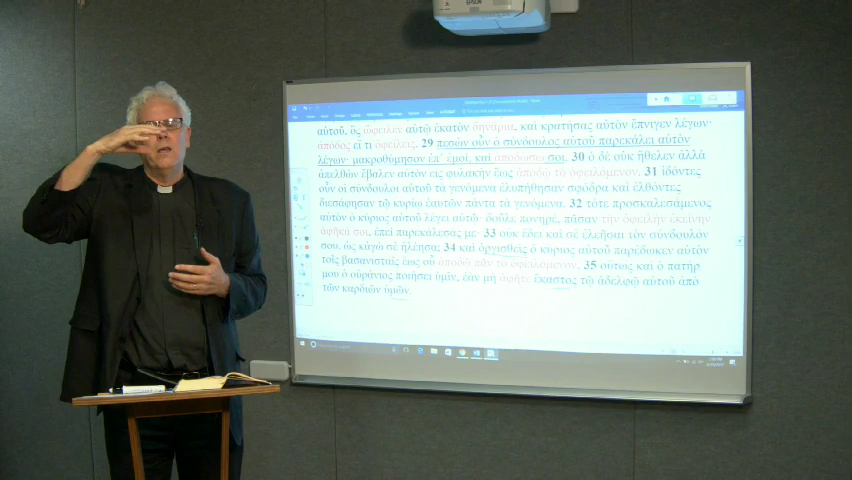 EPSON
αὐτοῦ, ὃς ὤφειλεν αὐτῷ ἑκατὸν δηνάρια, καὶ κρατήσας αὐτὸν ἔπνιγεν λέγων·
ἀπόδος εἴ τι ὀφείλεις. 29 πεσὼν οὖν ὁ σύνδουλος αὐτοῦ παρεκάλει αὐτὸν
λέγων· μακροθύμησον ἐπ’ ἐμοί, καὶ ἀποδώσω σοι. 30 ὁ δὲ οὐκ ἤθελεν ἀλλὰ
ἀπελθὼν ἔβαλεν αὐτὸν εἰς φυλακὴν ἕως ἀποδῷ τὸ ὀφειλόμενον. 31 ἰδόντες
οὖν οἱ σύνδουλοι αὐτοῦ τὰ γενόμενα ἐλυπήθησαν σφόδρα καὶ ἐλθόντες
διεσάφησαν τῷ κυρίῳ ἑαυτῶν πάντα τὰ γενόμενα. 32 τότε προσκαλεσάμενος
αὐτὸν ὁ κύριος αὐτοῦ λέγει αὐτῷ· δοῦλε πονηρέ, πᾶσαν τὴν ὀφειλὴν ἐκείνην
ἀφῆκά σοι, ἐπεὶ παρεκάλεσάς με· 33 οὐκ ἔδει καὶ σὲ ἐλεῆσαι τὸν σύνδουλόν
σου, ὡς κἀγὼ σὲ ἠλέησα; 34 καὶ ὀργισθεὶς ὁ κύριος αὐτοῦ παρέδωκεν αὐτὸν
τοῖς βασανισταῖς ἕως οὗ ἀποδῷ πᾶν τὸ ὀφειλόμενον. 35 οὕτως καὶ ὁ πατήρ
μου ὁ οὐράνιος ποιήσει ὑμῖν, ἐὰν μὴ ἀφῆτε ἕκαστος τῷ ἀδελφῷ αὐτοῦ ἀπὸ
τῶν καρδιῶν ὑμῶν.